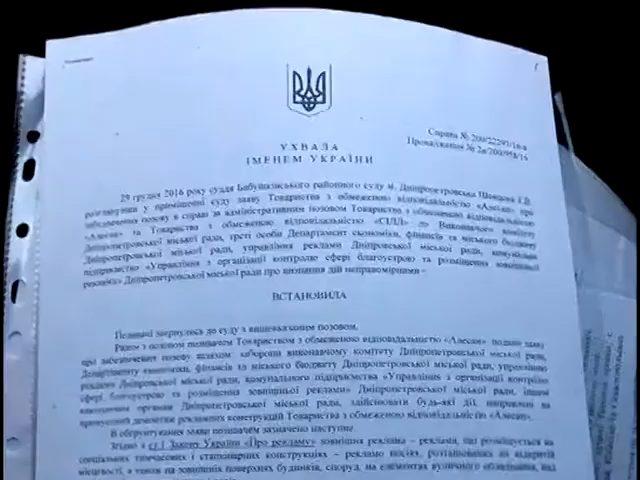 УХВАЛА
ІМЕНЕМ УКРАЇНИ
Справа № 200/22297/16-а
Провадження № 2а/200/958/16
29 грудня 2016 року суддя Бабушкінського районного суду м. Дніпропетровська Шевцова Т.В.
розглянувши у приміщенні суду заяву Товариства з обмеженою відповідальністю «Алесан» про
забезпечення позову в справі за адміністративним позовом Товариства з обмеженою відповідальністю
«Алесан» та Товариства з обмеженою відповідальністю «СІЛЛ» до Виконавчого комітету
Дніпропетровської міської ради, треті особи Департамент економіки, фінансів та міського бюджету
Дніпропетровської міської ради, управління реклами Дніпровської міської ради, комунальне
підприємство «Управління з організації контролю сфері благоустрою та розміщення зовнішньої
реклами» Дніпропетровської міської ради про визнання дій неправомірними –
ВСТАНОВИЛА
Позивачі звернулись до суду з вищевказаним позовом.
Разом з позовом позивачем Товариством з обмеженою відповідальністю «Алесан» подано заяву
про забезпечення позову шляхом: заборони виконавчому комітету Дніпропетровської міської ради,
Департаменту економіки, фінансів та міського бюджету Дніпропетровської міської ради, управлінню
реклами Дніпровської міської ради, комунального підприємства «Управління з організації контролю
сфері благоустрою та розміщення зовнішньої реклами» Дніпропетровської міської ради, іншим
виконавчим органам Дніпропетровської міської ради, здійснювати будь-які дії, направлені на
примусовий демонтаж рекламних конструкцій Товариства з обмеженою відповідальністю «Алесан».
В обґрунтування заяви позивачем зазначено наступне.
Згідно з ст.1 Закону України «Про рекламу» зовнішня реклама – реклама, що розміщується на
спеціальних тимчасових і стаціонарних конструкціях – рекламоносіях, розташованих на відкритій
місцевості, а також на зовнішніх поверхнях будинків, споруд, на елементах вуличного обладнання, над